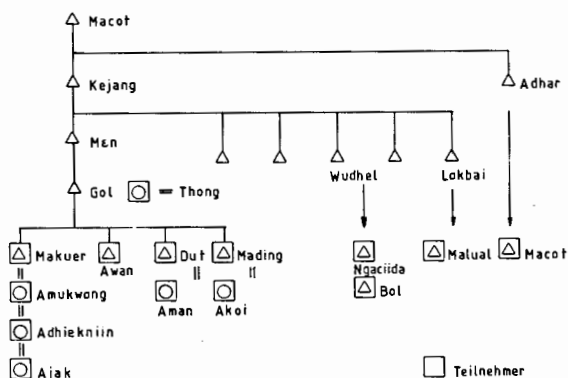 Macot
Kejang
Adhar
Mɛn
Wudhel
Lokbai
Gol
Thong
Makuer
Awan
Dut
Mading
Ngaciida
Malual
Macot
Bol
Amukwong
Aman
Akoi
Adhiekniin
Ajak
Teilnehmer